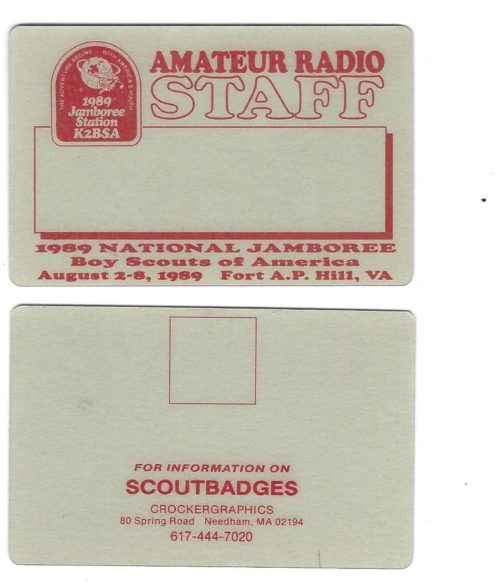 THE ADVENTURE BEGINS WITH AMERICA'S YOUTH
1989
Jamboree
Station
K2BSA
AMATEUR RADIO
STAFF
1989 NATIONAL JAMBOREE
Boy Scouts of America
August 2-8, 1989 Fort A.P. Hill, VA
FOR INFORMATION ON
SCOUTBADGES
CROCKERGRAPHICS
80 Spring Road Needham, MA 02194
617-444-7020